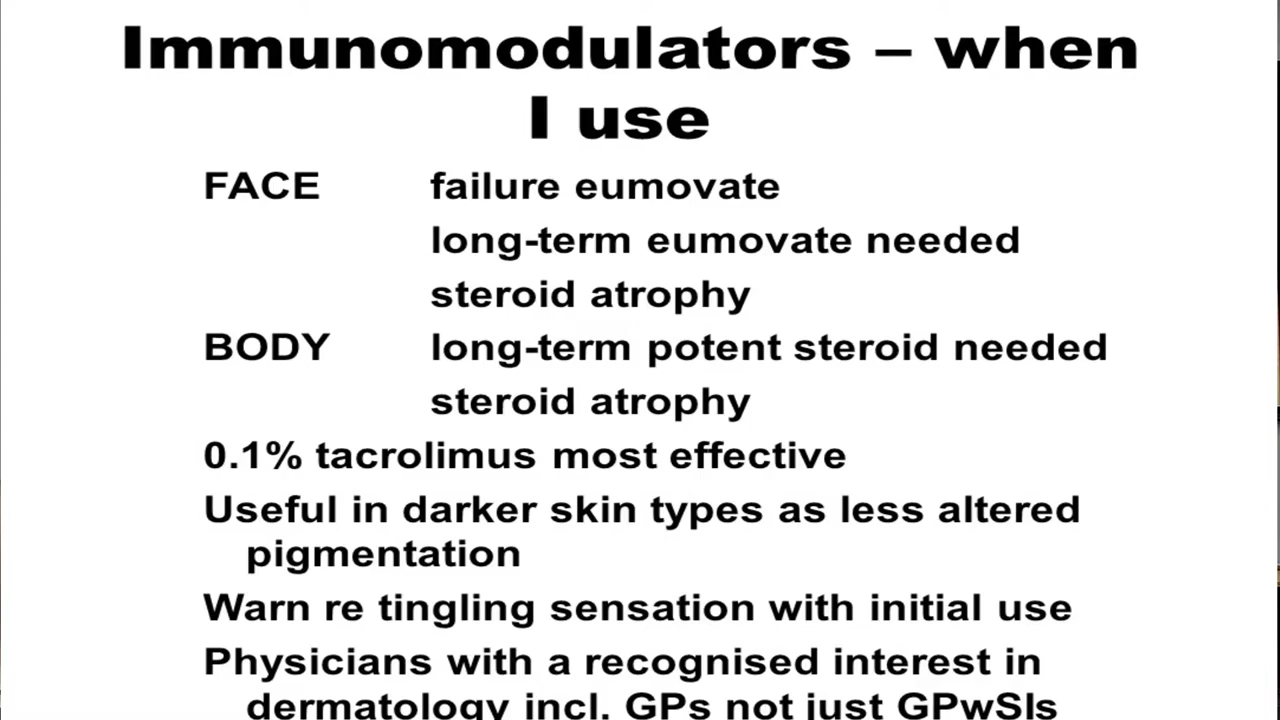 Immunomodulators – when
I use
FACE failure eumovate
long-term eumovate needed
steroid atrophy
BODY long-term potent steroid needed
steroid atrophy
0.1% tacrolimus most effective
Useful in darker skin types as less altered
pigmentation
Warn re tingling sensation with initial use
Physicians with a recognised interest in
dermatology incl. GPs not just GPwSIs